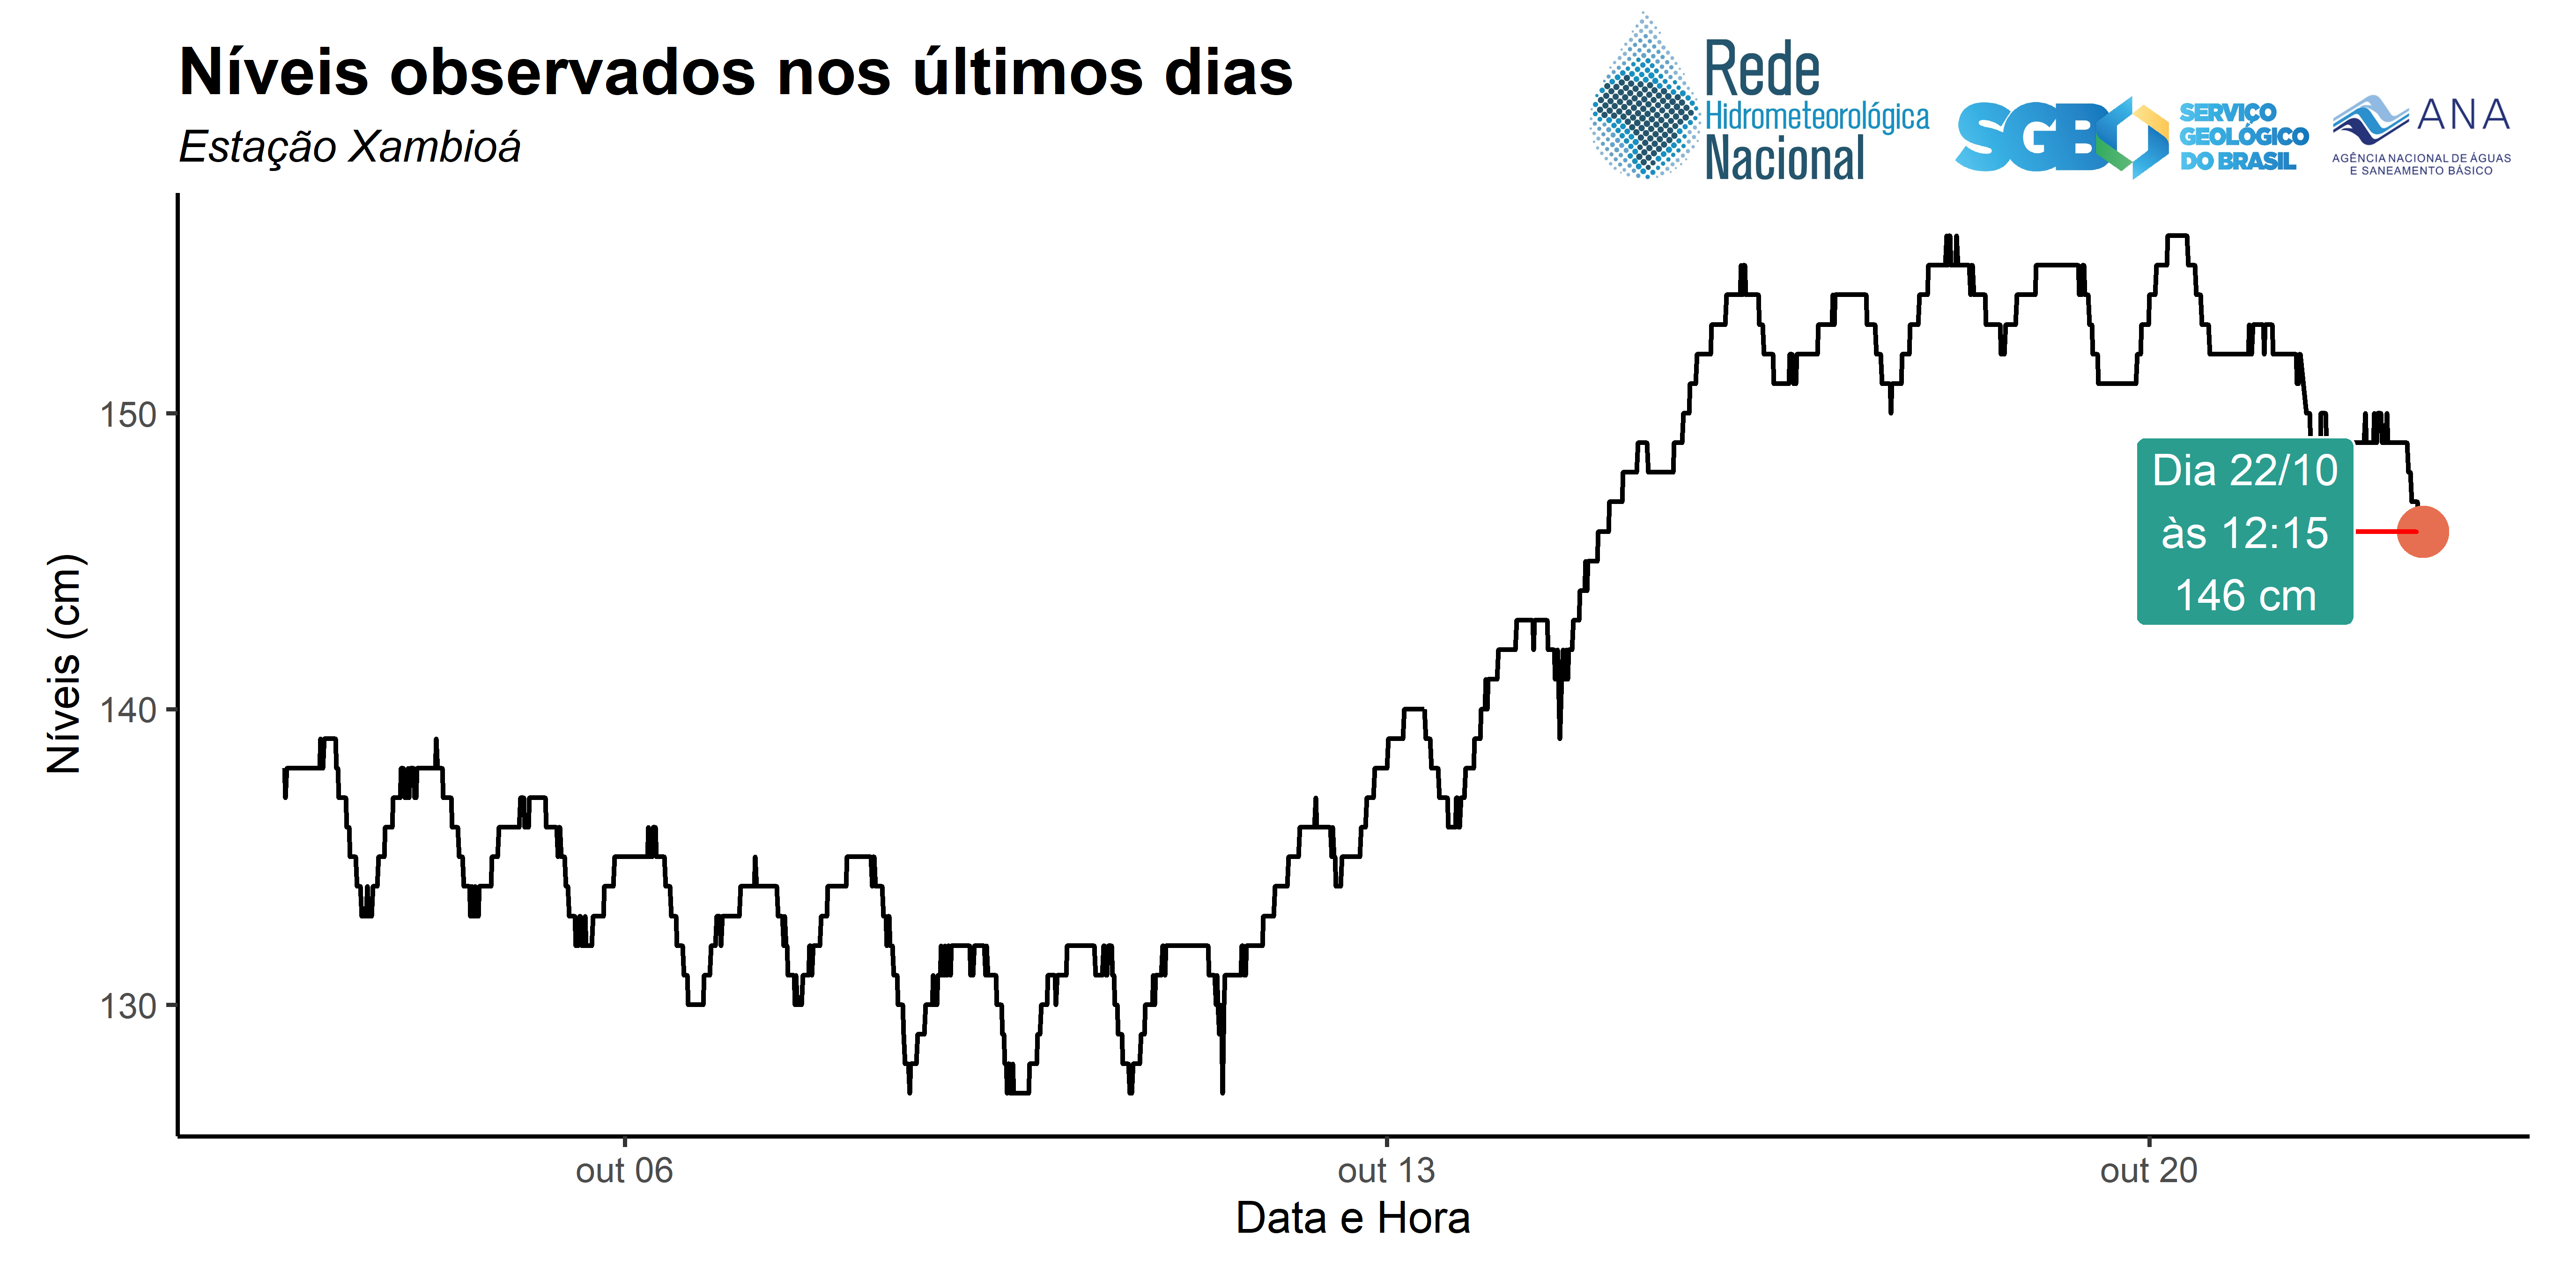 Níveis observados nos últimos dias
Estação Xambioá
Rede
Hidrometeorológica
Nacional
SGB
SERVIÇO
GEOLÓGICO
DO BRASIL
ANA
AGÊNCIA NACIONAL DE ÁGUAS
E SANEAMENTO BÁSICO
Níveis (cm)
150
140
130
Dia 22/10
às 12:15
146 cm
out 06
out 13
out 20
Data e Hora